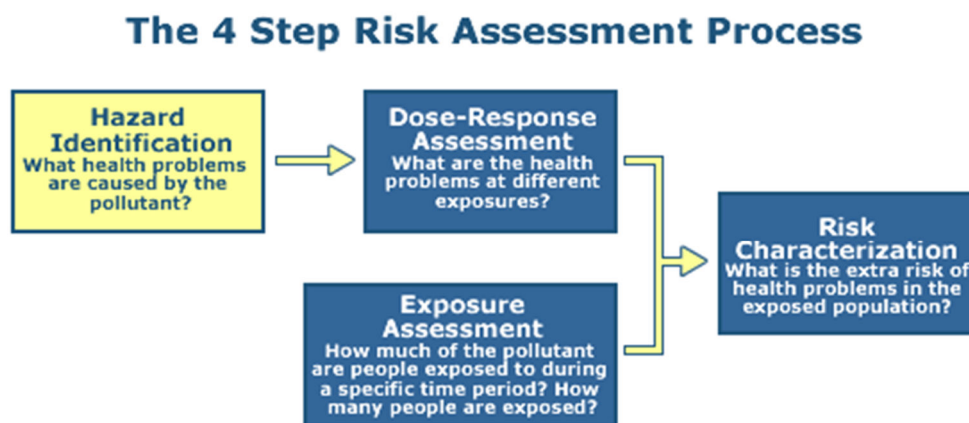 The 4 Step Risk Assessment Process
Hazard
Identification
What health problems
are caused by the
pollutant?
Dose-Response
Assessment
What are the health
problems at different
exposures?
Exposure
Assessment
How much of the pollutant
are people exposed to during
a specific time period? How
many people are exposed?
Risk
Characterization
What is the extra risk of
health problems in the
exposed population?